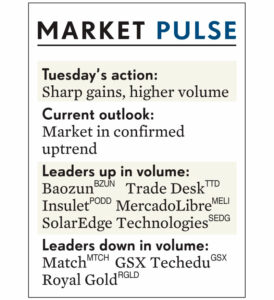 MARKET PULSE
Tuesday's action:
Sharp gains, higher volume
Current outlook:
Market in confirmed
uptrend
Leaders up in volume:
Baozun BZUN Trade Desk TTD
Insulet PODD MercadoLibre MELI
SolarEdge Technologies SEDG
Leaders down in volume:
Match MTCH GSX Techedu GSX
Royal Gold RGLD